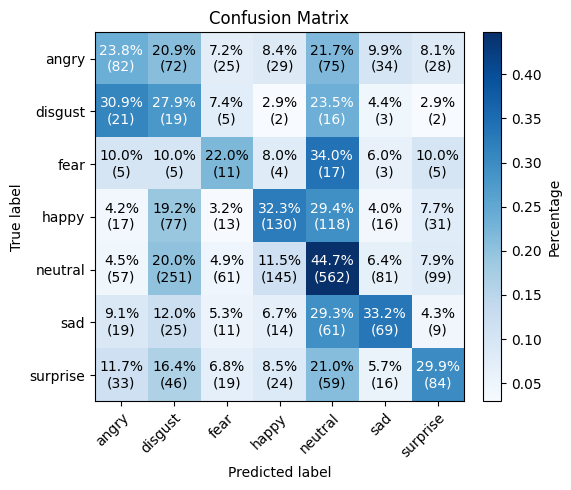 Confusion Matrix
angry 23.8% 20.9% 7.2% 8.4% 21.7% 9.9% 8.1%
(82) (72) (25) (29) (75) (34) (28)
disgust 30.9% 27.9% 7.4% 2.9% 23.5% 4.4% 2.9%
(21) (19) (5) (2) (16) (3) (2)
fear 10.0% 10.0% 22.0% 8.0% 34.0% 6.0% 10.0%
(5) (5) (11) (4) (17) (3) (5)
happy 4.2% 19.2% 3.2% 32.3% 29.4% 4.0% 7.7%
(17) (77) (13) (130) (118) (16) (31)
neutral 4.5% 20.0% 4.9% 11.5% 44.7% 6.4% 7.9%
(57) (251) (61) (145) (562) (81) (99)
sad 9.1% 12.0% 5.3% 6.7% 29.3% 33.2% 4.3%
(19) (25) (11) (14) (61) (69) (9)
surprise 11.7% 16.4% 6.8% 8.5% 21.0% 5.7% 29.9%
(33) (46) (19) (24) (59) (16) (84)
angry disgust fear happy neutral sad surprise
Predicted label
True label
0.40
0.35
0.30
0.25
0.20
0.15
0.10
0.05
Percentage